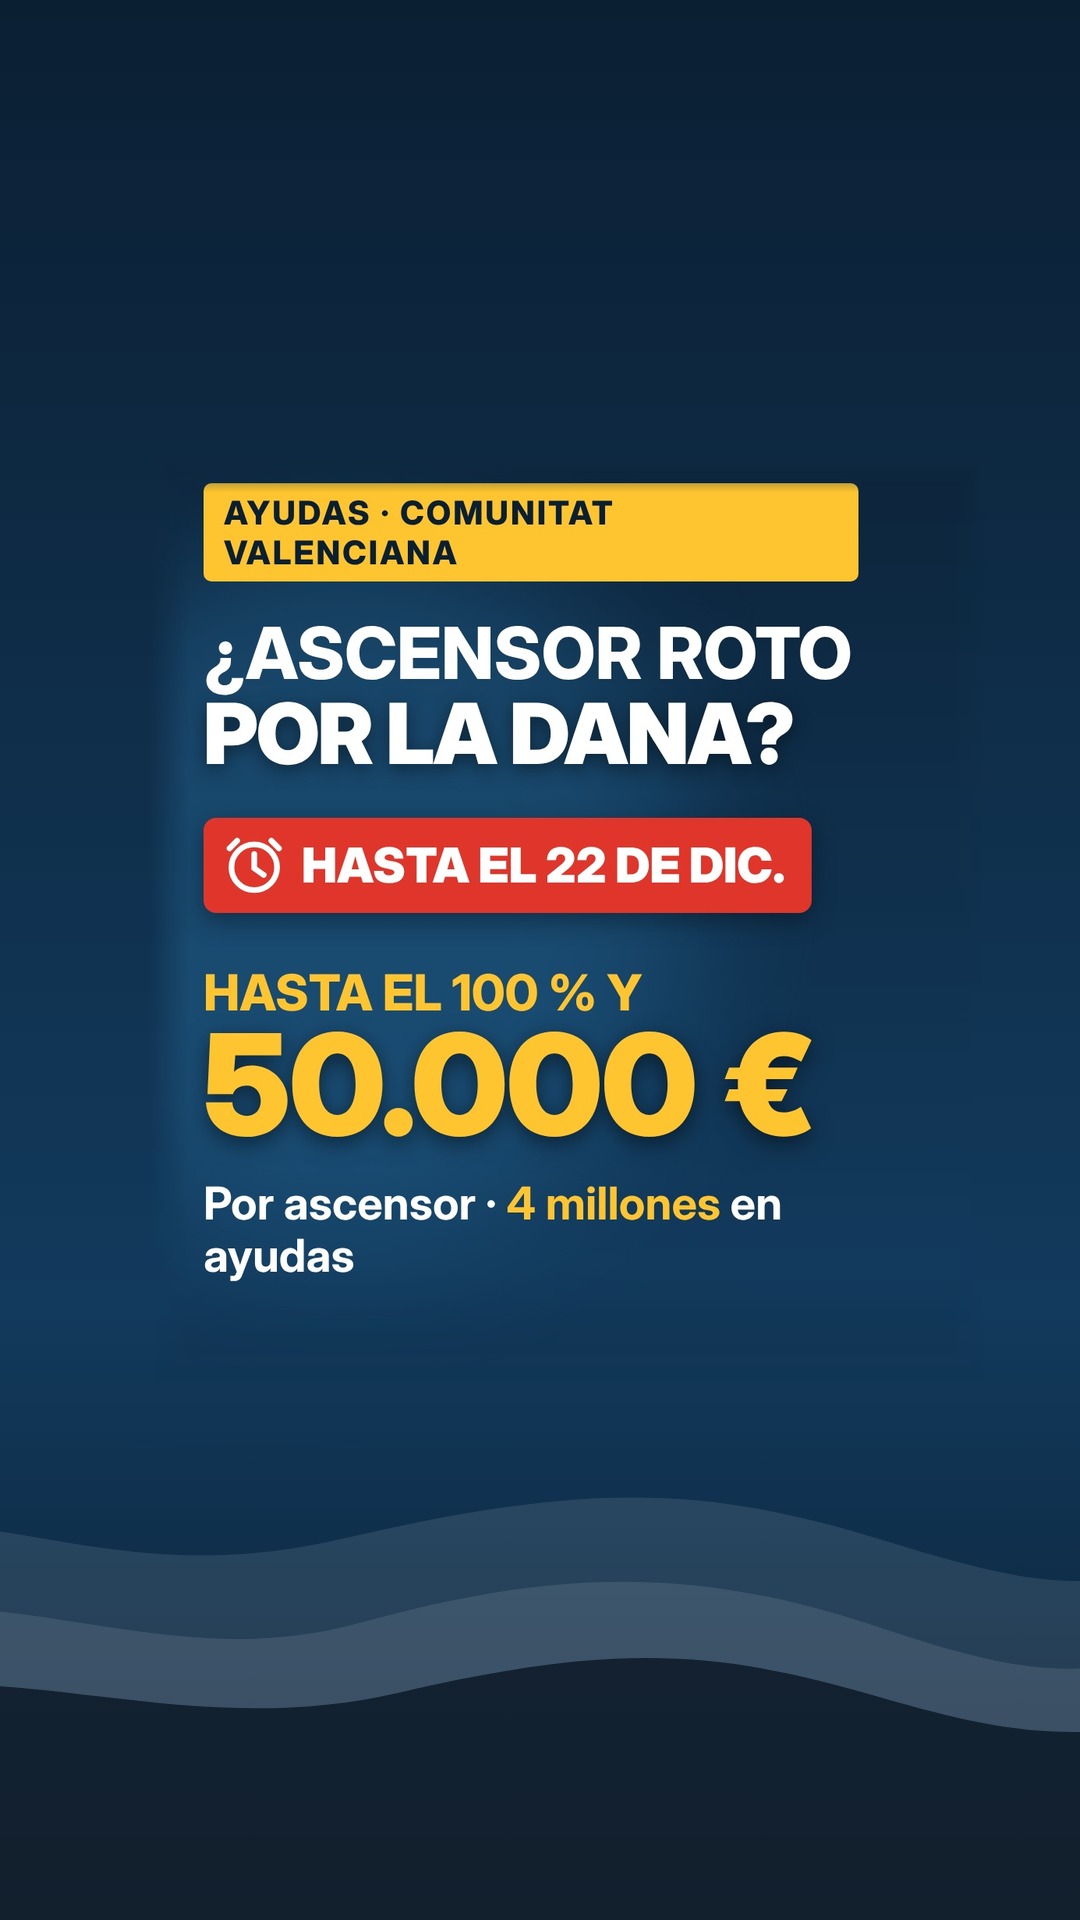 AYUDAS · COMUNITAT
VALENCIANA
¿ASCENSOR ROTO
POR LA DANA?
HASTA EL 22 DE DIC.
HASTA EL 100 % Y
50.000 €
Por ascensor · 4 millones en
ayudas